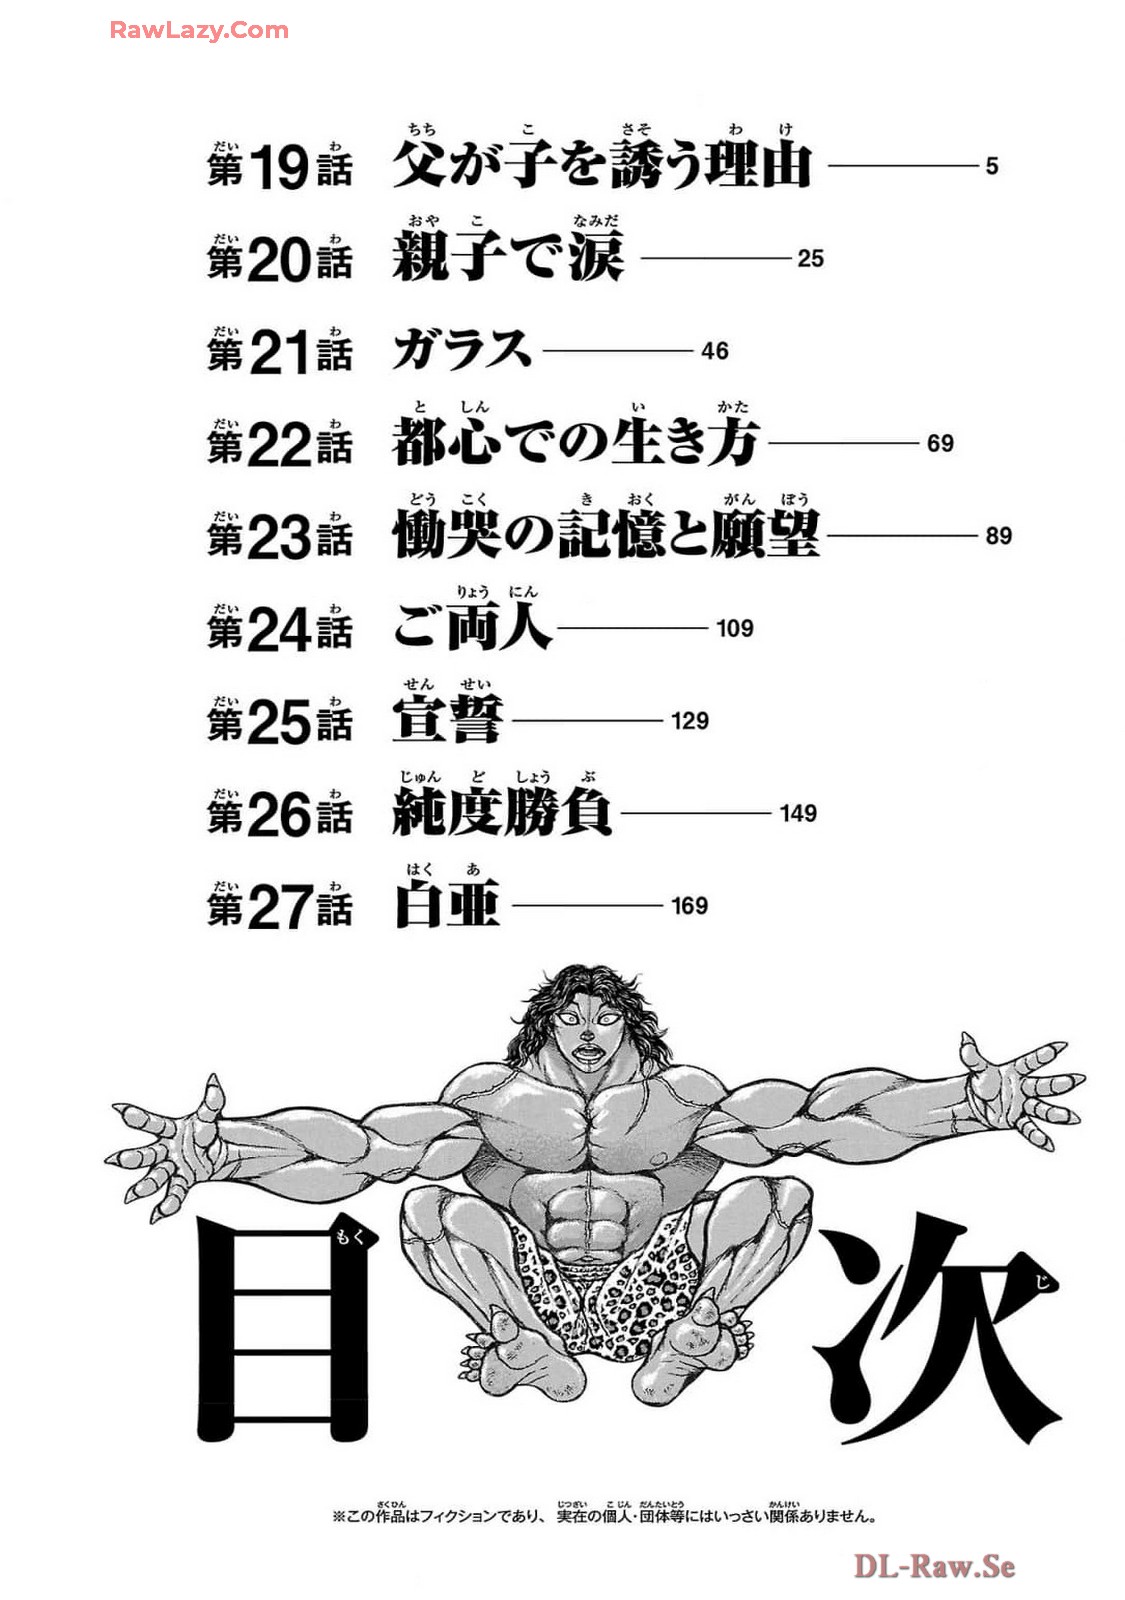 RawLazy.Com
第19話 父が子を誘う理由 5
第20話 親子で涙 25
第21話 ガラス 46
第22話 都心での生き方 69
第23話 慟哭の記憶と願望 89
第24話 ご両人 109
第25話 宣誓 129
第26話 純度勝負 149
第27話 白亜 169
目次
※この作品はフィクションであり、実在の個人・団体等にはいっさい関係ありません。
DL-Raw.Se